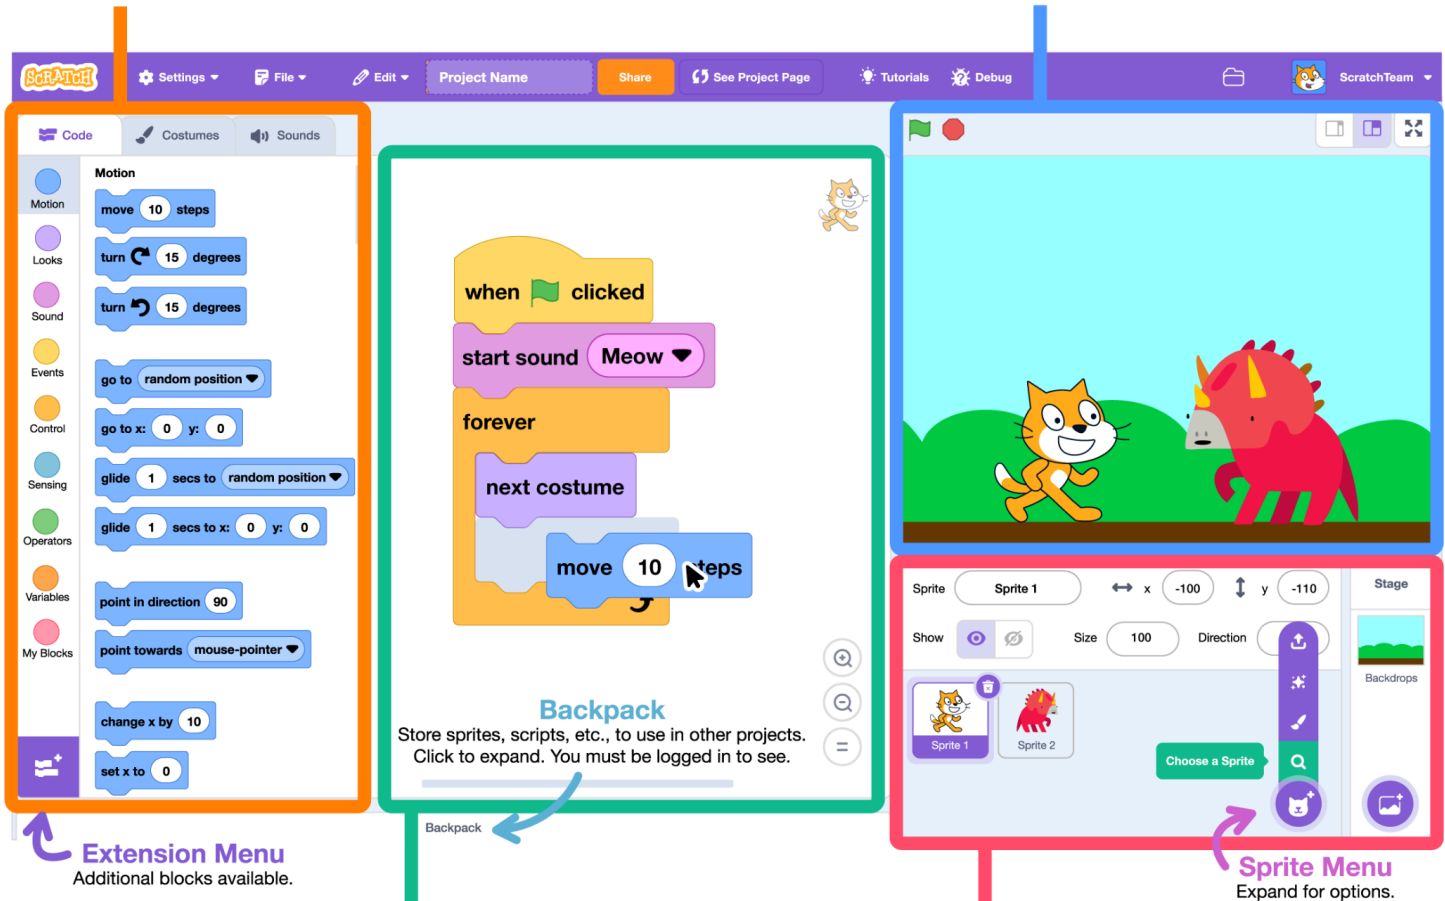 SCRATCH
Settings
File
Edit
Project Name
Share
See Project Page
Tutorials
Debug
ScratchTeam
Code
Costumes
Sounds
Motion
Looks
Sound
Events
Control
Sensing
Operators
Variables
My Blocks
Motion
move 10 steps
turn 15 degrees
turn 15 degrees
go to random position
go to x: 0 y: 0
glide 1 secs to random position
glide 1 secs to x: 0 y: 0
point in direction 90
point towards mouse-pointer
change x by 10
set x to 0
when clicked
start sound Meow
forever
next costume
move 10 steps
Backpack
Store sprites, scripts, etc., to use in other projects.
Click to expand. You must be logged in to see.
Backpack
Extension Menu
Additional blocks available.
Sprite Sprite 1 x -100 y -110
Show Size 100 Direction
Sprite 1
Sprite 2
Choose a Sprite
Stage
Backdrops
Sprite Menu
Expand for options.